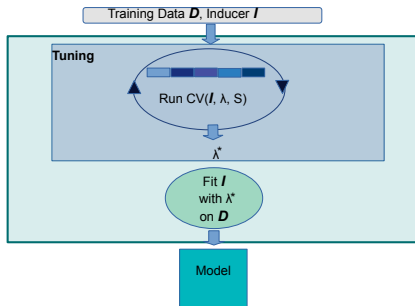 Training Data D, Inducer I
Tuning
Run CV(I, λ, S)
λ*
Fit I
with λ*
on D
Model